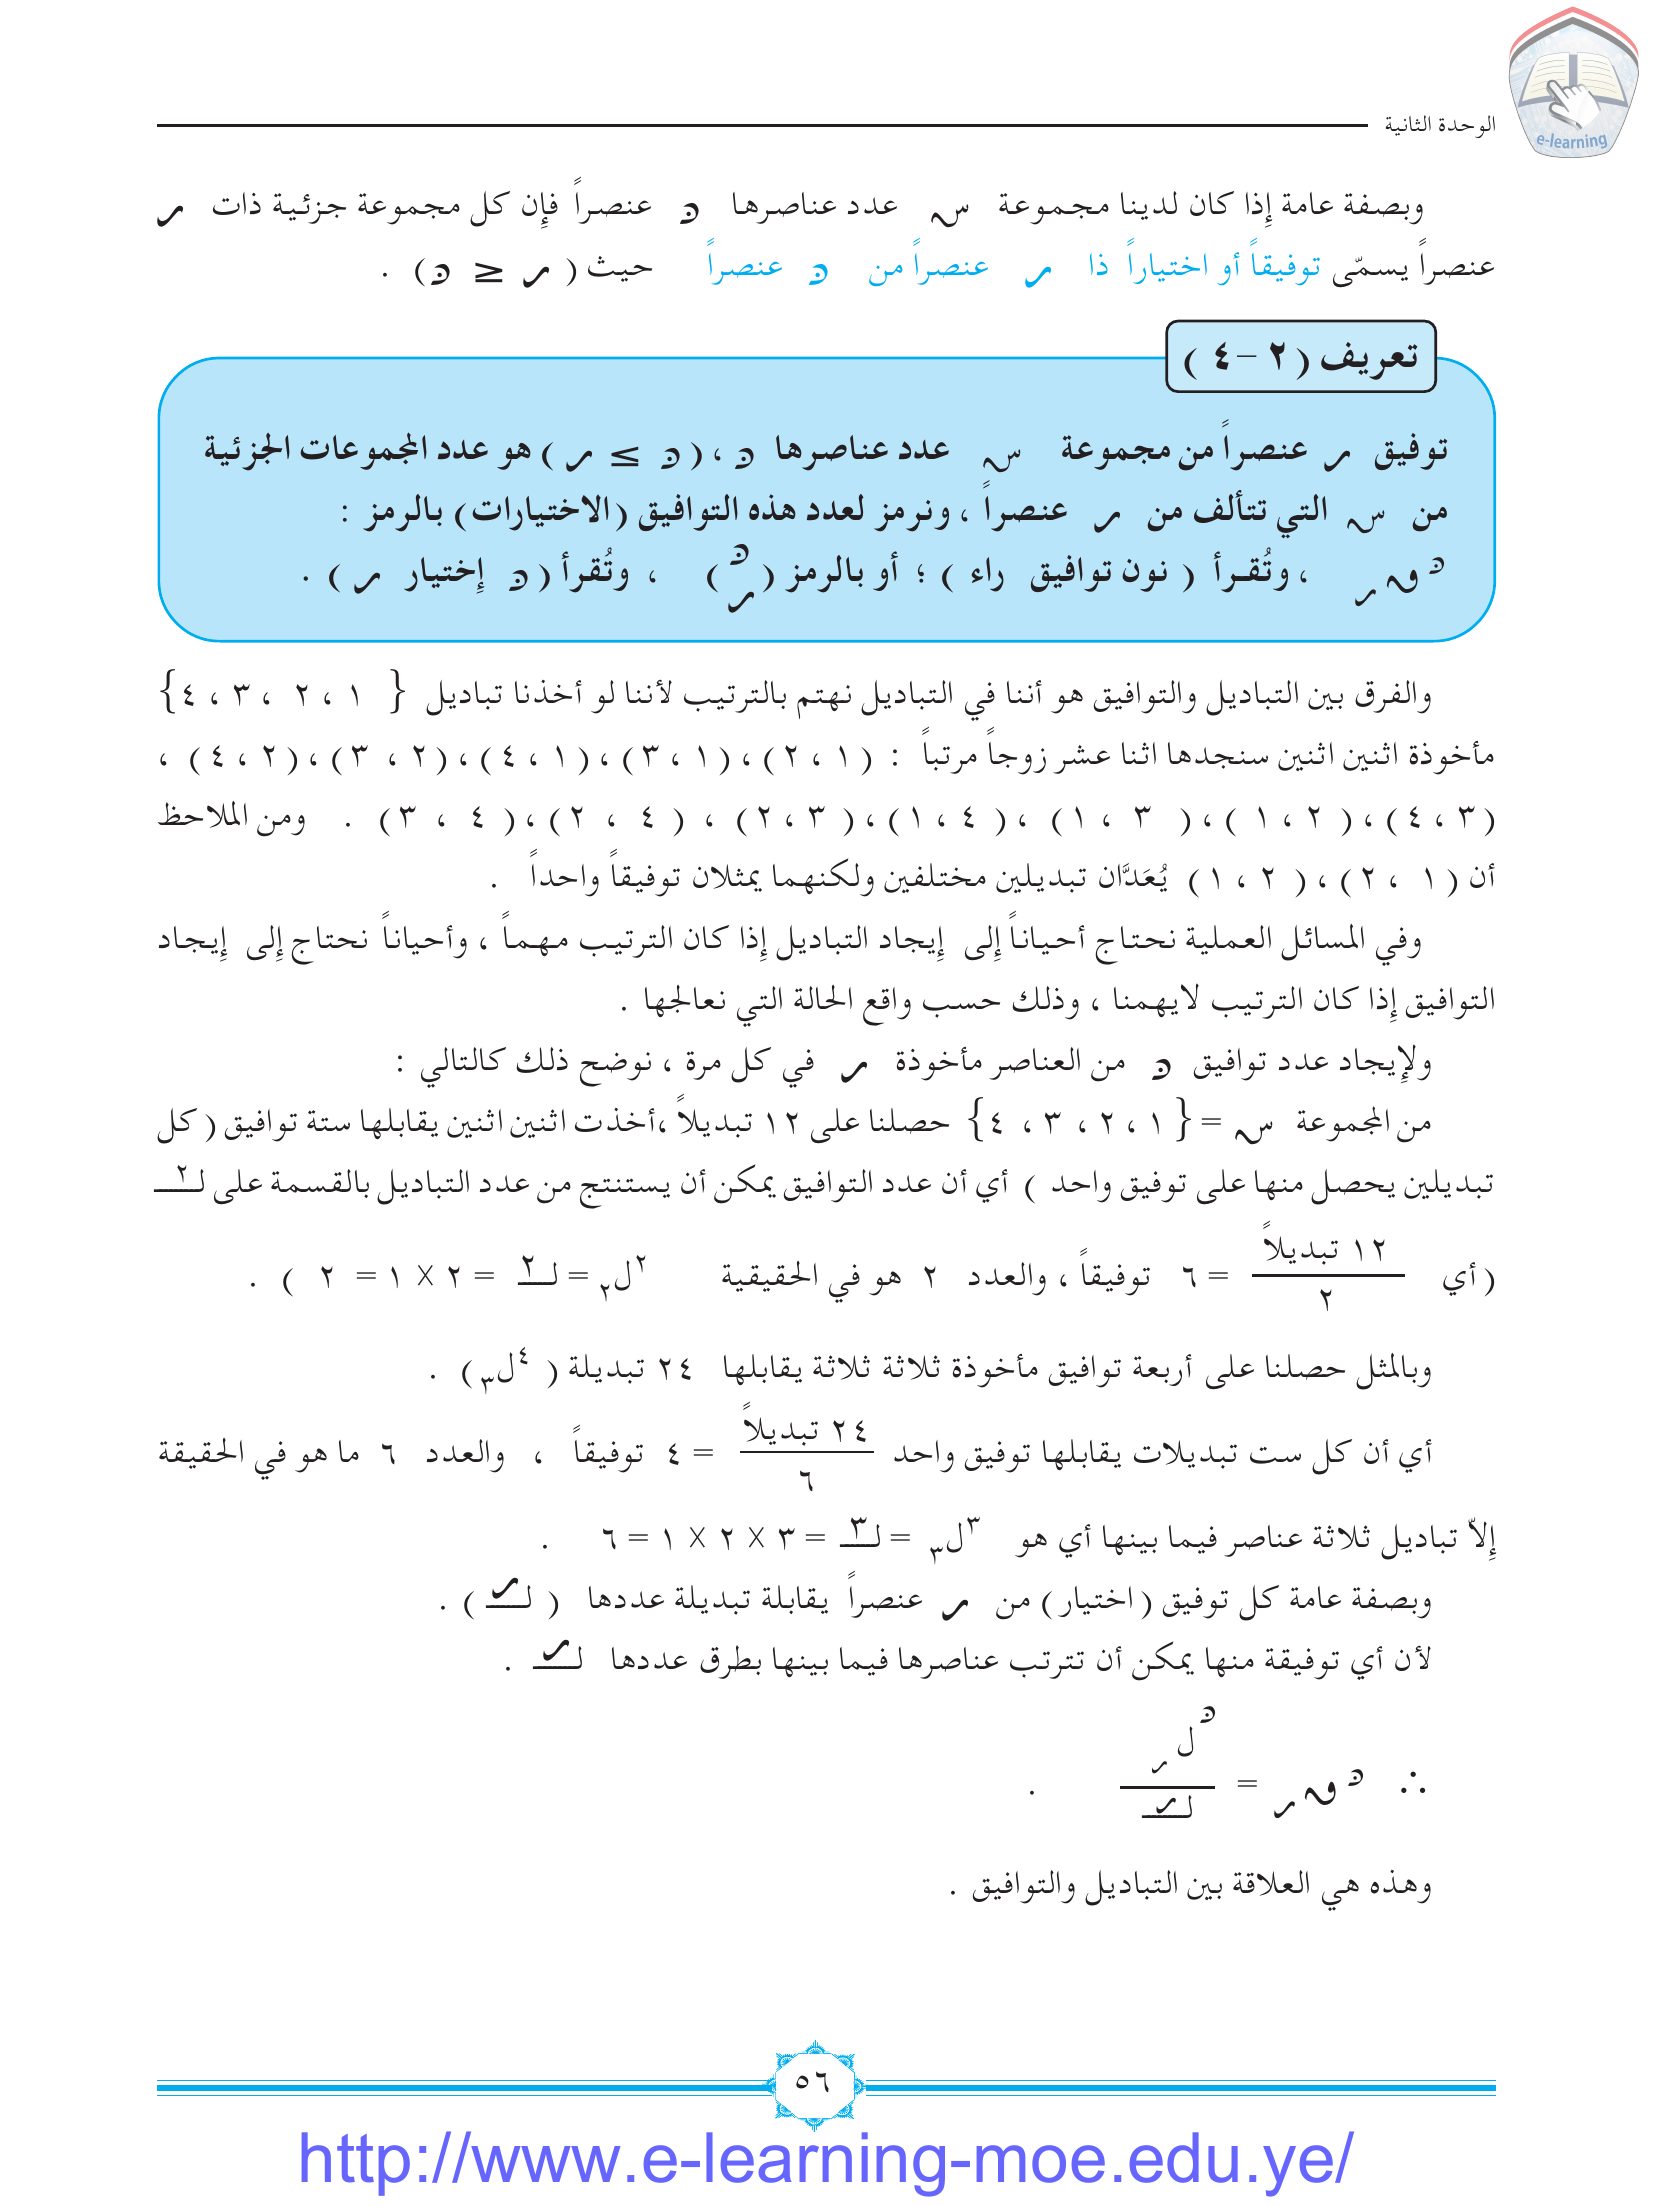 الوحدة الثانية
e-learning
وبصفة عامة إذا كان لدينا مجموعة س عدد عناصرها ن عنصراً فإن كل مجموعة جزئية ذات ر
عنصراً يسمّى توفيقاً أو اختياراً ذا ر عنصراً من ن عنصراً حيث ( ر ≤ ن ) .
تعريف ( ٢ – ٤ )
توفيق ر عنصراً من مجموعة س عدد عناصرها ن ، ( ن ≥ ر ) هو عدد المجموعات الجزئية
من س التي تتألف من ر عنصراً ، ونرمز لعدد هذه التوافيق (الاختيارات) بالرمز :
نقر ، وتُقـرأ ( نون توافيق راء ) ؛ أو بالرمز (نر) ، وتُقرأ ( ن إختيار ر ) .
والفرق بين التباديل والتوافيق هو أننا في التباديل نهتم بالترتيب لأننا لو أخذنا تباديل { ١ ، ٢ ، ٣ ، ٤}
مأخوذة اثنين اثنين سنجدها اثنا عشر زوجاً مرتباً : ( ١ ، ٢ ) ، ( ١ ، ٣ ) ، ( ١ ، ٤ ) ، ( ٢ ، ٣ ) ، ( ٢ ، ٤ ) ،
( ٣ ، ٤ ) ، ( ٢ ، ١ ) ، ( ٣ ، ١ ) ، ( ٤ ، ١ ) ، ( ٣ ، ٢ ) ، ( ٤ ، ٢ ) ، ( ٤ ، ٣ ) . ومن الملاحظ
أن ( ١ ، ٢ ) ، ( ٢ ، ١ ) يُعَدَّان تبديلين مختلفين ولكنهما يمثلان توفيقاً واحداً .
وفي المسائل العملية نحتاج أحياناً إلى إيجاد التباديل إذا كان الترتيب مهماً ، وأحياناً نحتاج إلى إيجاد
التوافيق إذا كان الترتيب لايهمنا ، وذلك حسب واقع الحالة التي نعالجها .
ولإيجاد عدد توافيق ن من العناصر مأخوذة ر في كل مرة ، نوضح ذلك كالتالي :
من المجموعة س = { ١ ، ٢ ، ٣ ، ٤} حصلنا على ١٢ تبديلاً ،أخذت اثنين اثنين يقابلها ستة توافيق ( كل
تبديلين يحصل منها على توفيق واحد ) أي أن عدد التوافيق يمكن أن يستنتج من عدد التباديل بالقسمة على لـ٢
( أي ١٢ تبديلاً / ٢ = ٦ توفيقاً ، والعدد ٢ هو في الحقيقية ٢ل٢ = لـ٢ = ٢ × ١ = ٢ ) .
وبالمثل حصلنا على أربعة توافيق مأخوذة ثلاثة ثلاثة يقابلها ٢٤ تبديلة ( ٤ل٣ ) .
أي أن كل ست تبديلات يقابلها توفيق واحد ٢٤ تبديلاً / ٦ = ٤ توفيقاً ، والعدد ٦ ما هو في الحقيقة
إلاّ تباديل ثلاثة عناصر فيما بينها أي هو ٣ل٣ = لـ٣ = ٣ × ٢ × ١ = ٦ .
وبصفة عامة كل توفيق ( اختيار ) من ر عنصراً يقابلة تبديلة عددها ( لـر ) .
لأن أي توفيقة منها يمكن أن تترتب عناصرها فيما بينها بطرق عددها لـر .
∴ نقر = نلر / لـر .
وهذه هي العلاقة بين التباديل والتوافيق .
٥٦
http://www.e-learning-moe.edu.ye/